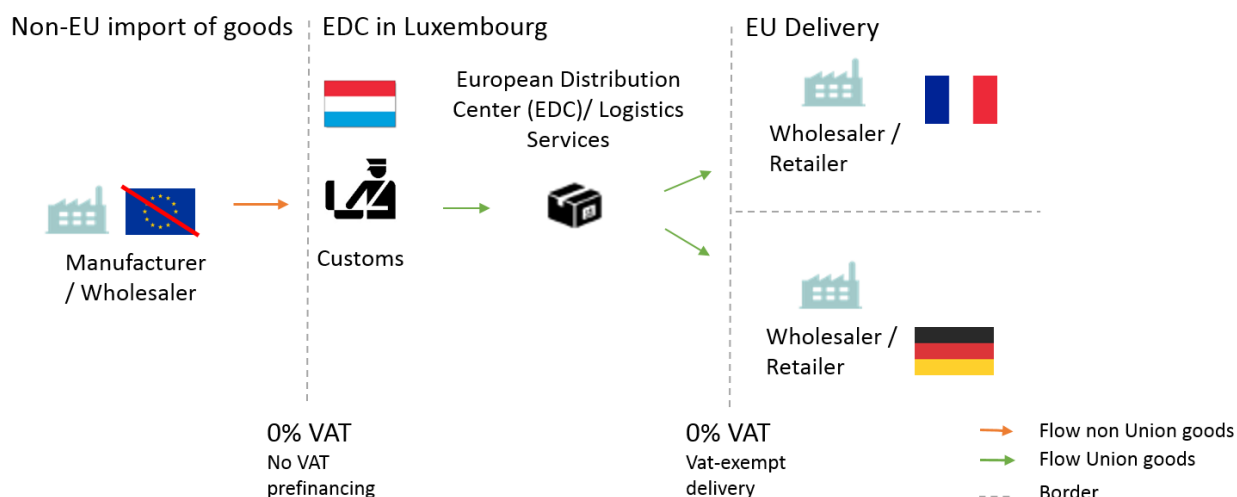 Non-EU import of goods
EDC in Luxembourg
EU Delivery
European Distribution
Center (EDC)/ Logistics
Services
Wholesaler /
Retailer
Manufacturer
/ Wholesaler
Customs
Wholesaler /
Retailer
0% VAT
No VAT
prefinancing
0% VAT
Vat-exempt
delivery
Flow non Union goods
Flow Union goods
Border